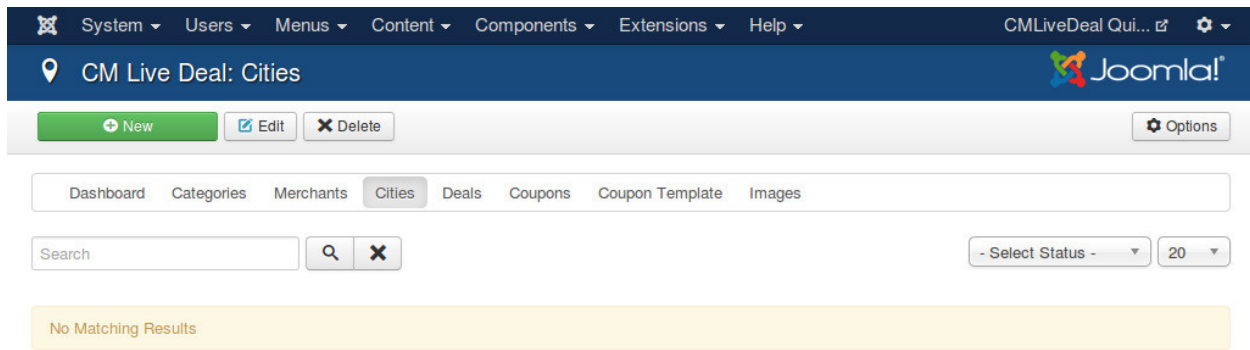 System Users Menus Content Components Extensions Help CMLiveDeal Qui...
CM Live Deal: Cities Joomla!
New Edit Delete Options
Dashboard Categories Merchants Cities Deals Coupons Coupon Template Images
Search - Select Status - 20
No Matching Results